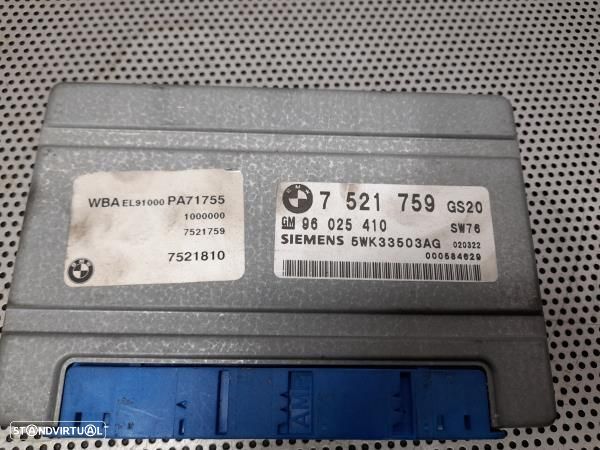 WBA EL91000 PA71755
1000000
7521759
7521810
BMW
7 521 759 GS20
GM 96 025 410 SW76
SIEMENS 5WK33503AG 020322
000584629
AMP
STANDVIRTUAL